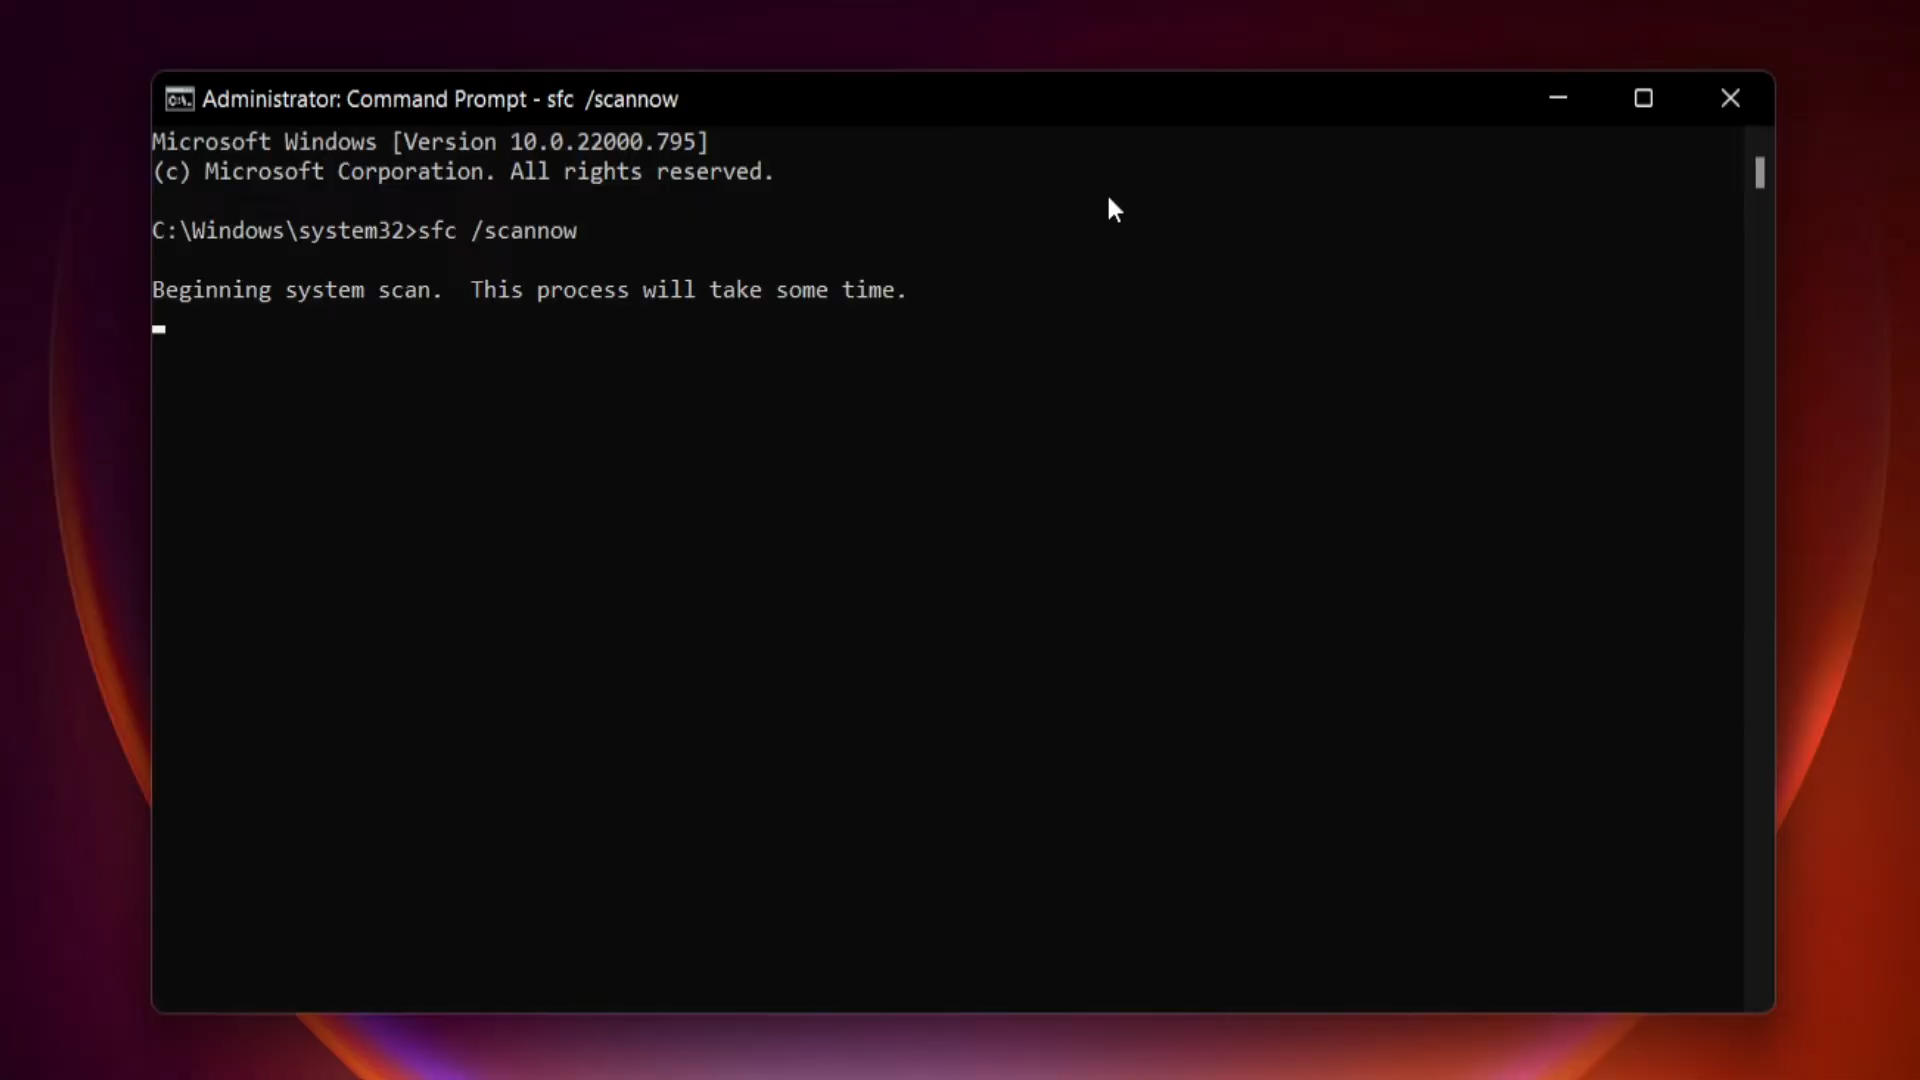 Administrator: Command Prompt - sfc  /scannow
Microsoft Windows [Version 10.0.22000.795]
(c) Microsoft Corporation. All rights reserved.
C:\Windows\system32>sfc /scannow
Beginning system scan.  This process will take some time.